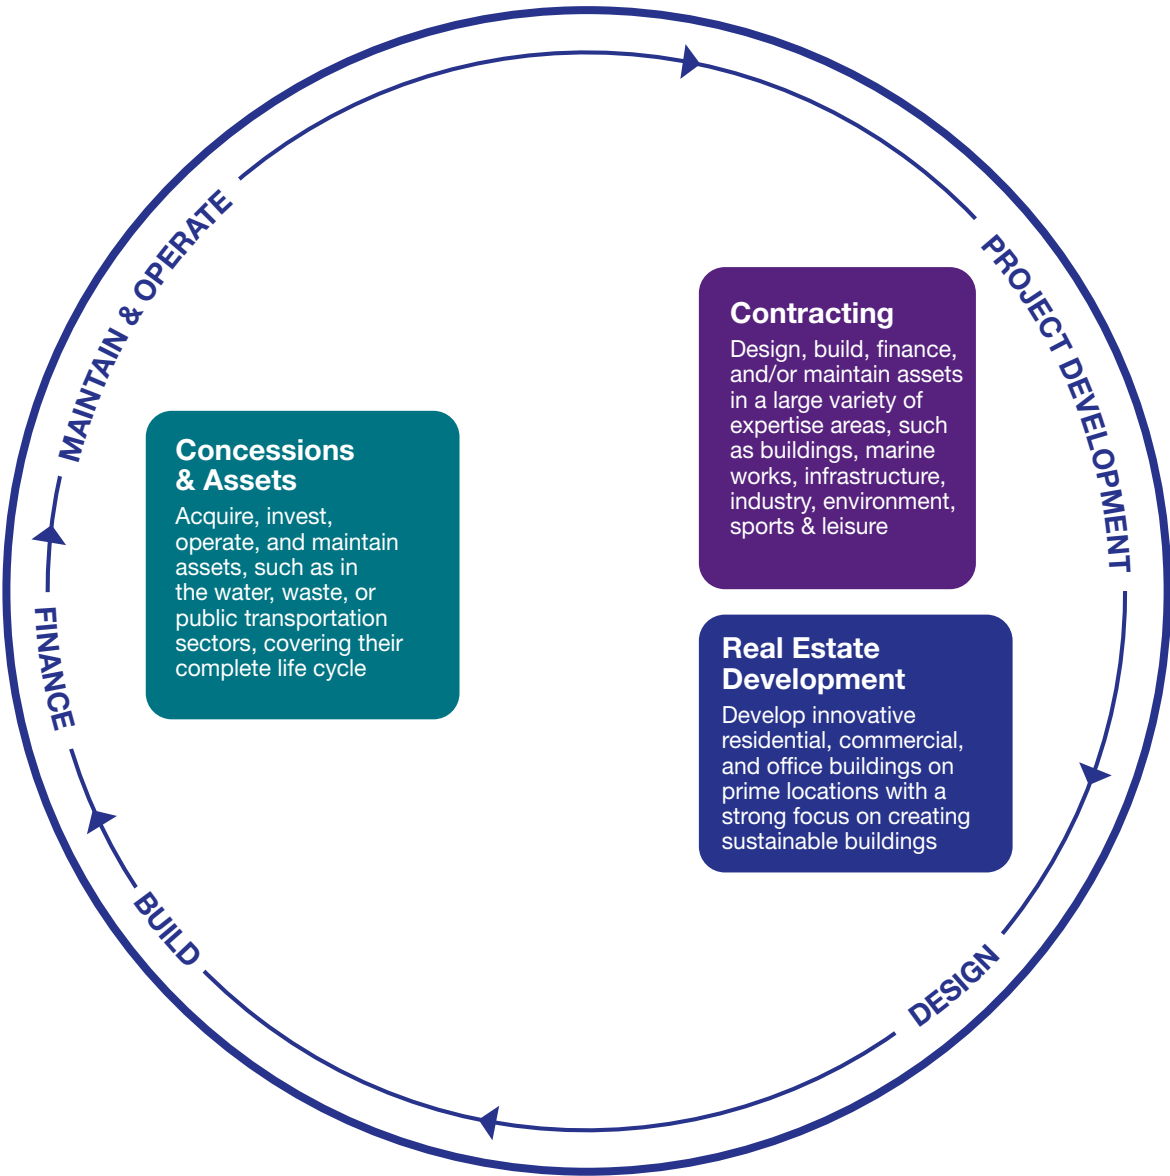 MAINTAIN & OPERATE
PROJECT DEVELOPMENT
Contracting
Design, build, finance,
and/or maintain assets
in a large variety of
expertise areas, such
as buildings, marine
works, infrastructure,
industry, environment,
sports & leisure
Concessions
& Assets
Acquire, invest,
operate, and maintain
assets, such as in
the water, waste, or
public transportation
sectors, covering their
complete life cycle
Real Estate
Development
Develop innovative
residential, commercial,
and office buildings on
prime locations with a
strong focus on creating
sustainable buildings
FINANCE
BUILD
DESIGN